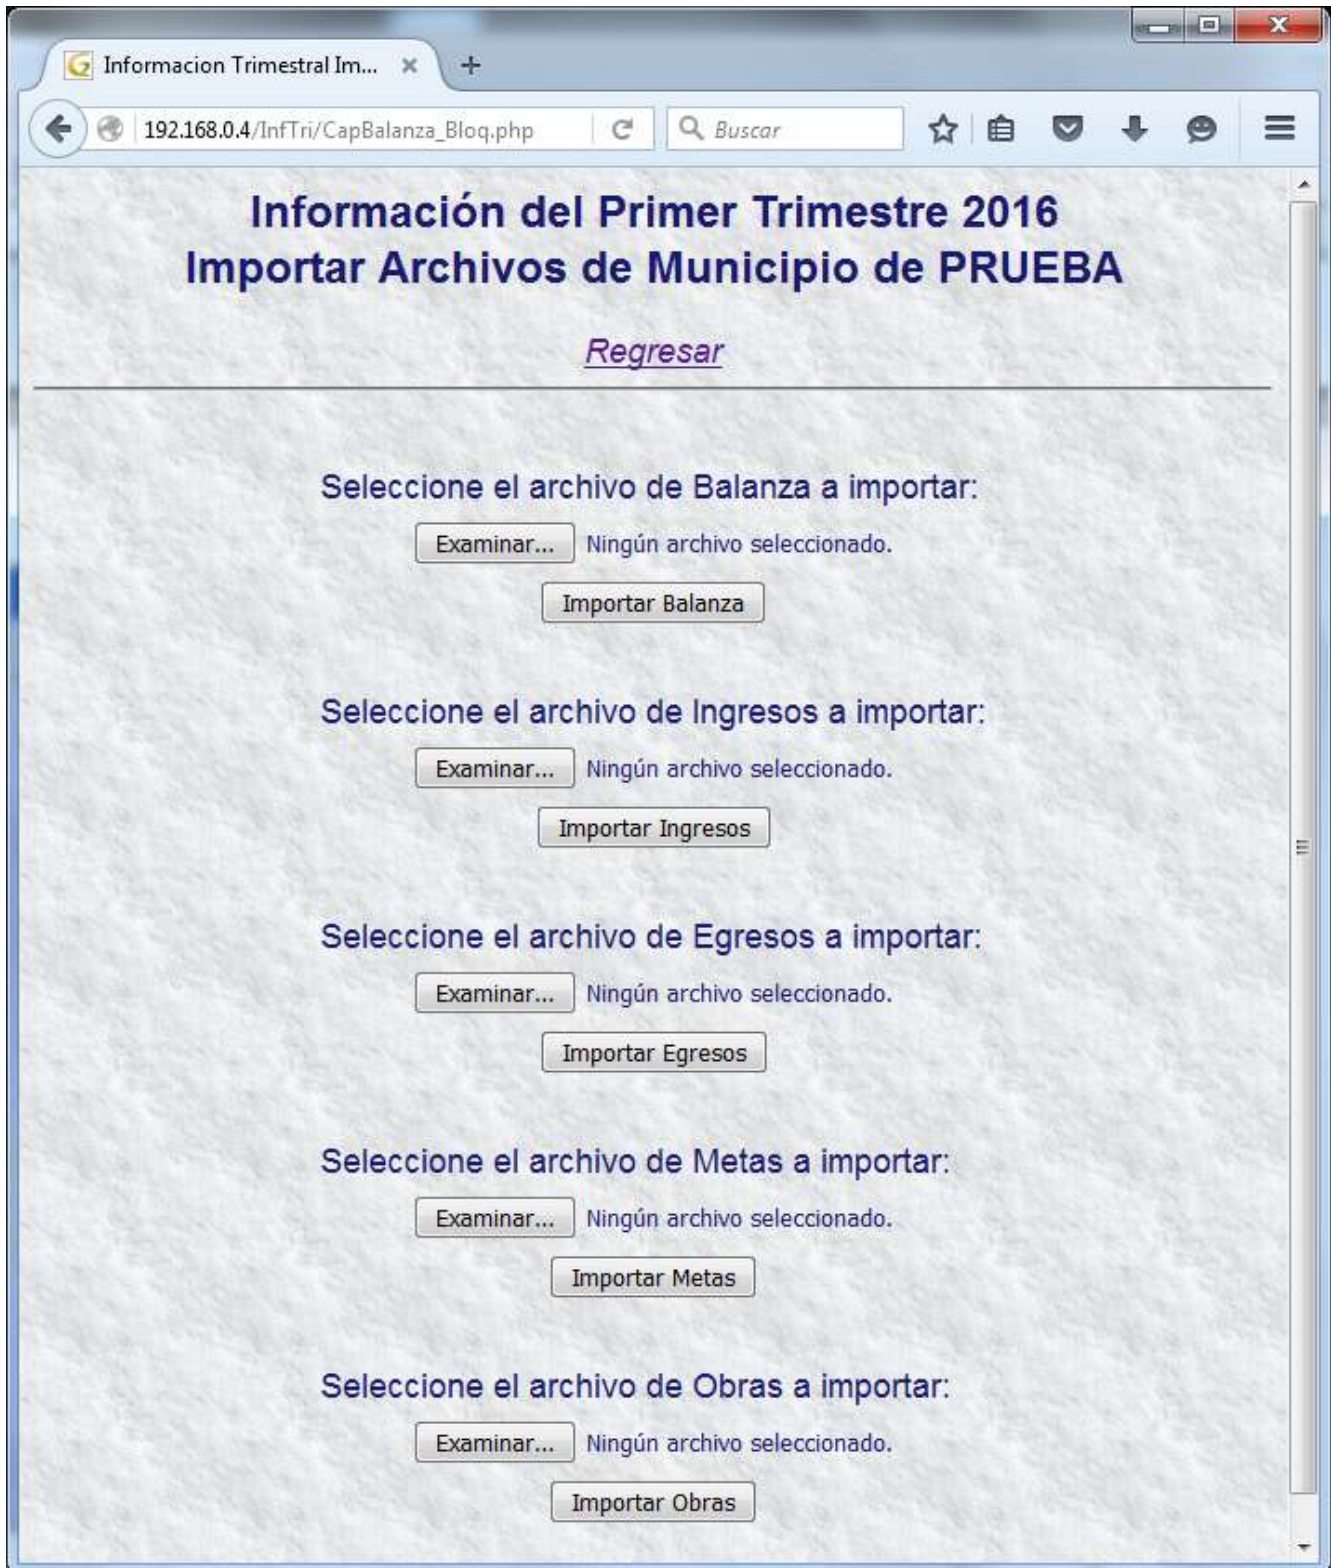 Informacion Trimestral Im...
192.168.0.4/InfTri/CapBalanza_Bloq.php
Buscar
Información del Primer Trimestre 2016
Importar Archivos de Municipio de PRUEBA
Regresar
Seleccione el archivo de Balanza a importar:
Examinar... Ningún archivo seleccionado.
Importar Balanza
Seleccione el archivo de Ingresos a importar:
Examinar... Ningún archivo seleccionado.
Importar Ingresos
Seleccione el archivo de Egresos a importar:
Examinar... Ningún archivo seleccionado.
Importar Egresos
Seleccione el archivo de Metas a importar:
Examinar... Ningún archivo seleccionado.
Importar Metas
Seleccione el archivo de Obras a importar:
Examinar... Ningún archivo seleccionado.
Importar Obras